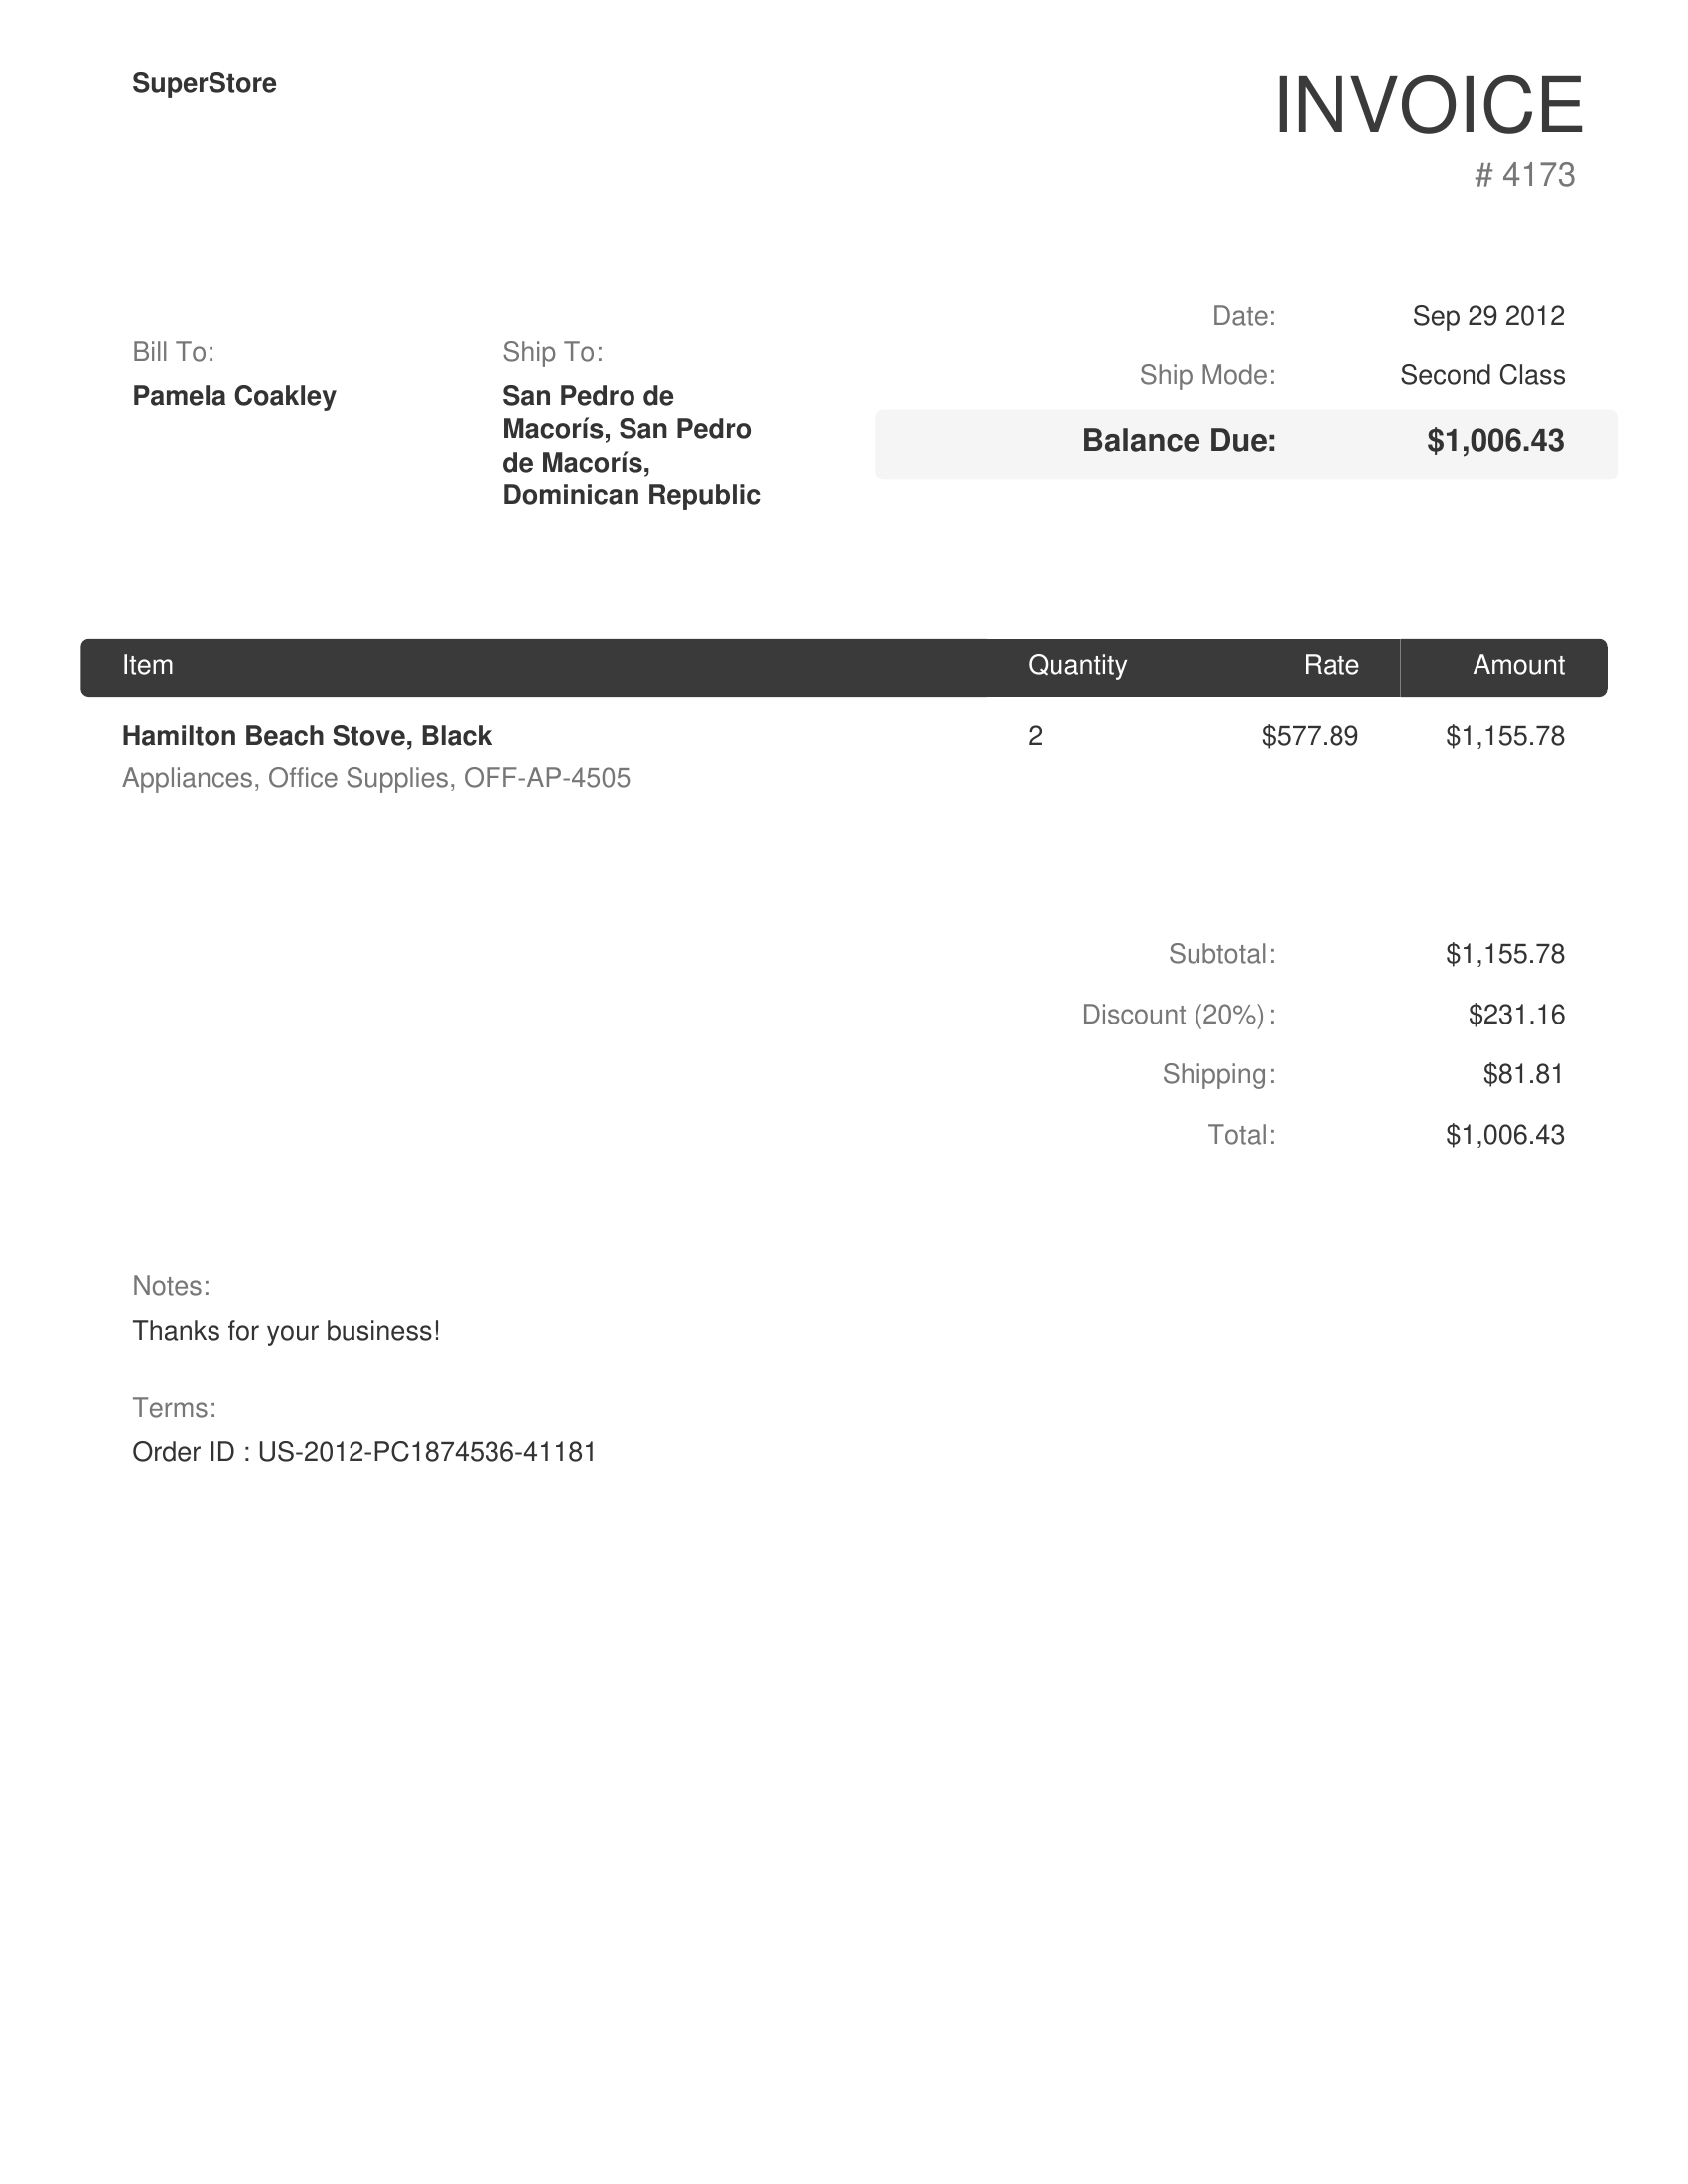 SuperStore
INVOICE
# 4173
Date: Sep 29 2012
Ship Mode: Second Class
Balance Due: $1,006.43
Bill To:
Pamela Coakley
Ship To:
San Pedro de
Macorís, San Pedro
de Macorís,
Dominican Republic
Item Quantity Rate Amount
Hamilton Beach Stove, Black 2 $577.89 $1,155.78
Appliances, Office Supplies, OFF-AP-4505
Subtotal: $1,155.78
Discount (20%): $231.16
Shipping: $81.81
Total: $1,006.43
Notes:
Thanks for your business!
Terms:
Order ID : US-2012-PC1874536-41181